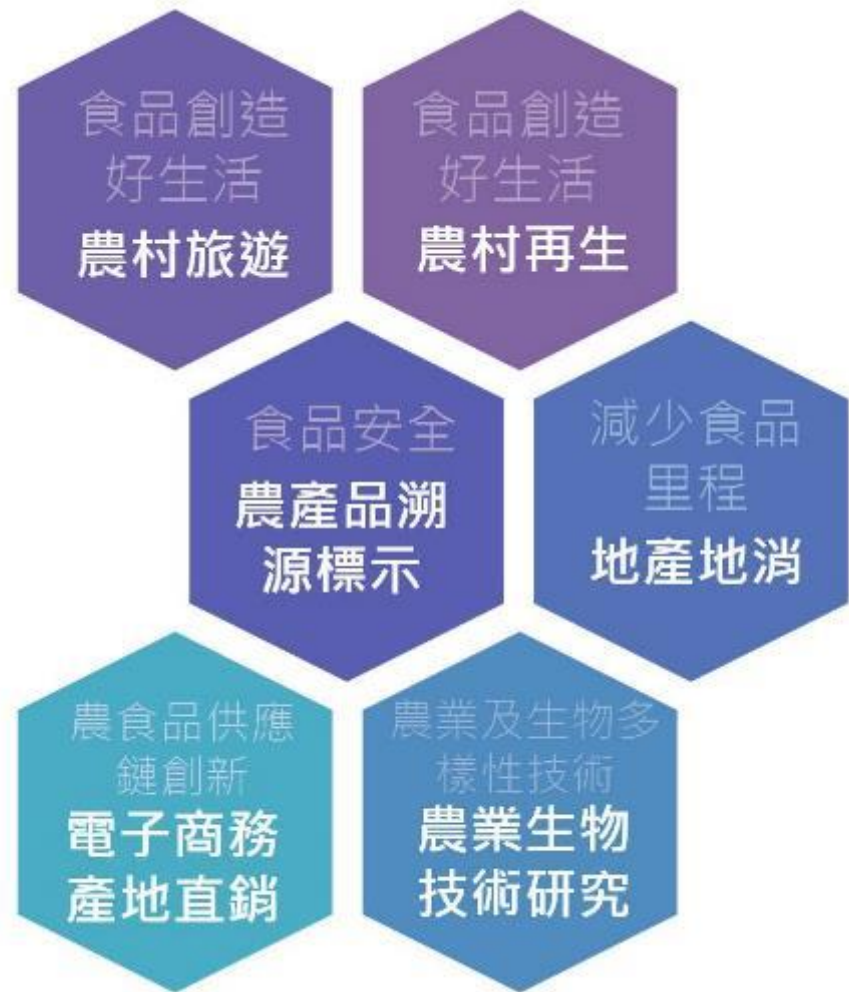 食品創造
好生活
農村旅遊
食品創造
好生活
農村再生
食品安全
農產品溯
源標示
減少食品
里程
地產地消
農食品供應
鏈創新
電子商務
產地直銷
農業及生物多
樣性技術
農業生物
技術研究